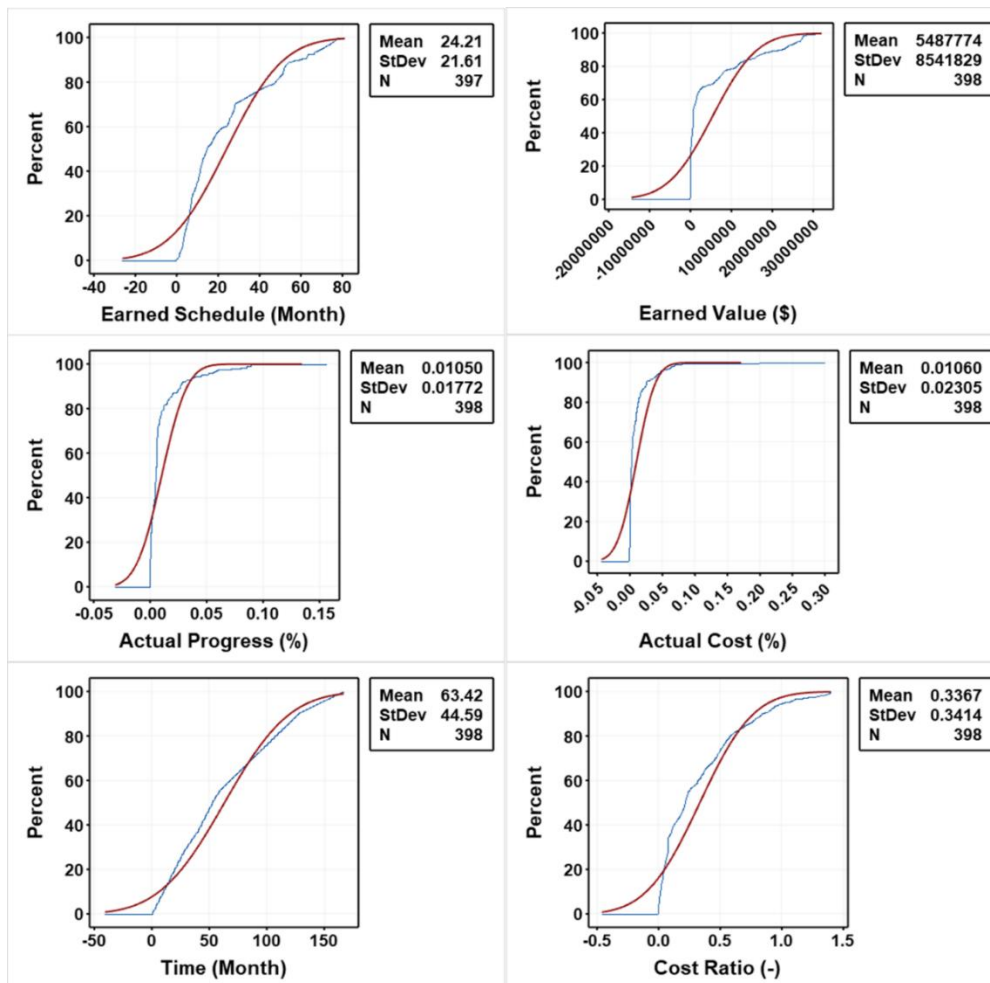 100
80
60
40
20
0
Percent
-40 -20 0 20 40 60 80
Earned Schedule (Month)
Mean 24.21
StDev 21.61
N 397
100
80
60
40
20
0
Percent
-20000000 -10000000 0 10000000 20000000 30000000
Earned Value ($)
Mean 5487774
StDev 8541829
N 398
100
80
60
40
20
0
Percent
-0.05 0.00 0.05 0.10 0.15
Actual Progress (%)
Mean 0.01050
StDev 0.01772
N 398
100
80
60
40
20
0
Percent
-0.05 0.00 0.05 0.10 0.15 0.20 0.25 0.30
Actual Cost (%)
Mean 0.01060
StDev 0.02305
N 398
100
80
60
40
20
0
Percent
-50 0 50 100 150
Time (Month)
Mean 63.42
StDev 44.59
N 398
100
80
60
40
20
0
Percent
-0.5 0.0 0.5 1.0 1.5
Cost Ratio (-)
Mean 0.3367
StDev 0.3414
N 398